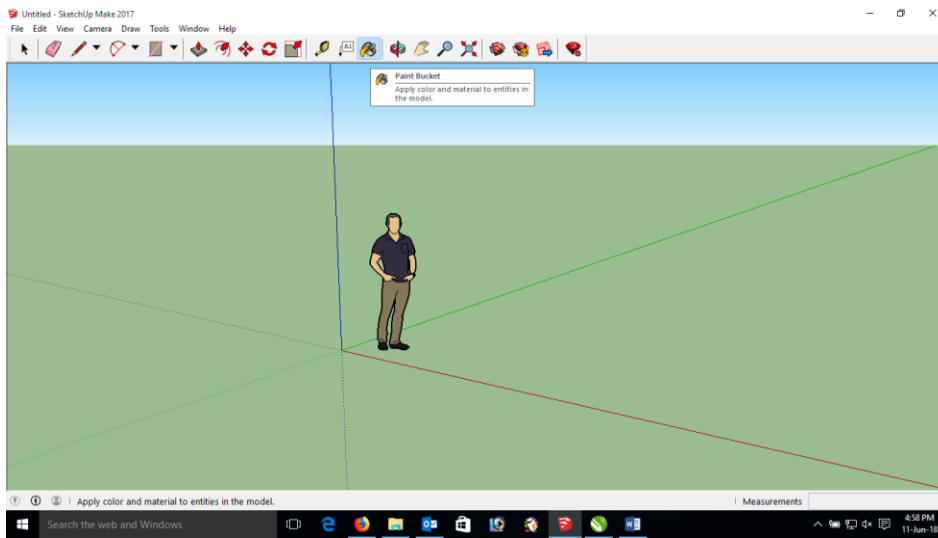 Untitled - SketchUp Make 2017
File Edit View Camera Draw Tools Window Help
A1
Paint Bucket
Apply color and material to entities in
the model.
Apply color and material to entities in the model.
Measurements
Search the web and Windows
4:58 PM
11-Jun-18